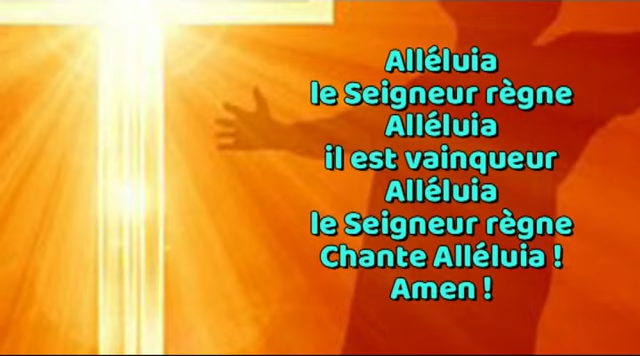 Alléluia
le Seigneur règne
Alléluia
il est vainqueur
Alléluia
le Seigneur règne
Chante Alléluia !
Amen !